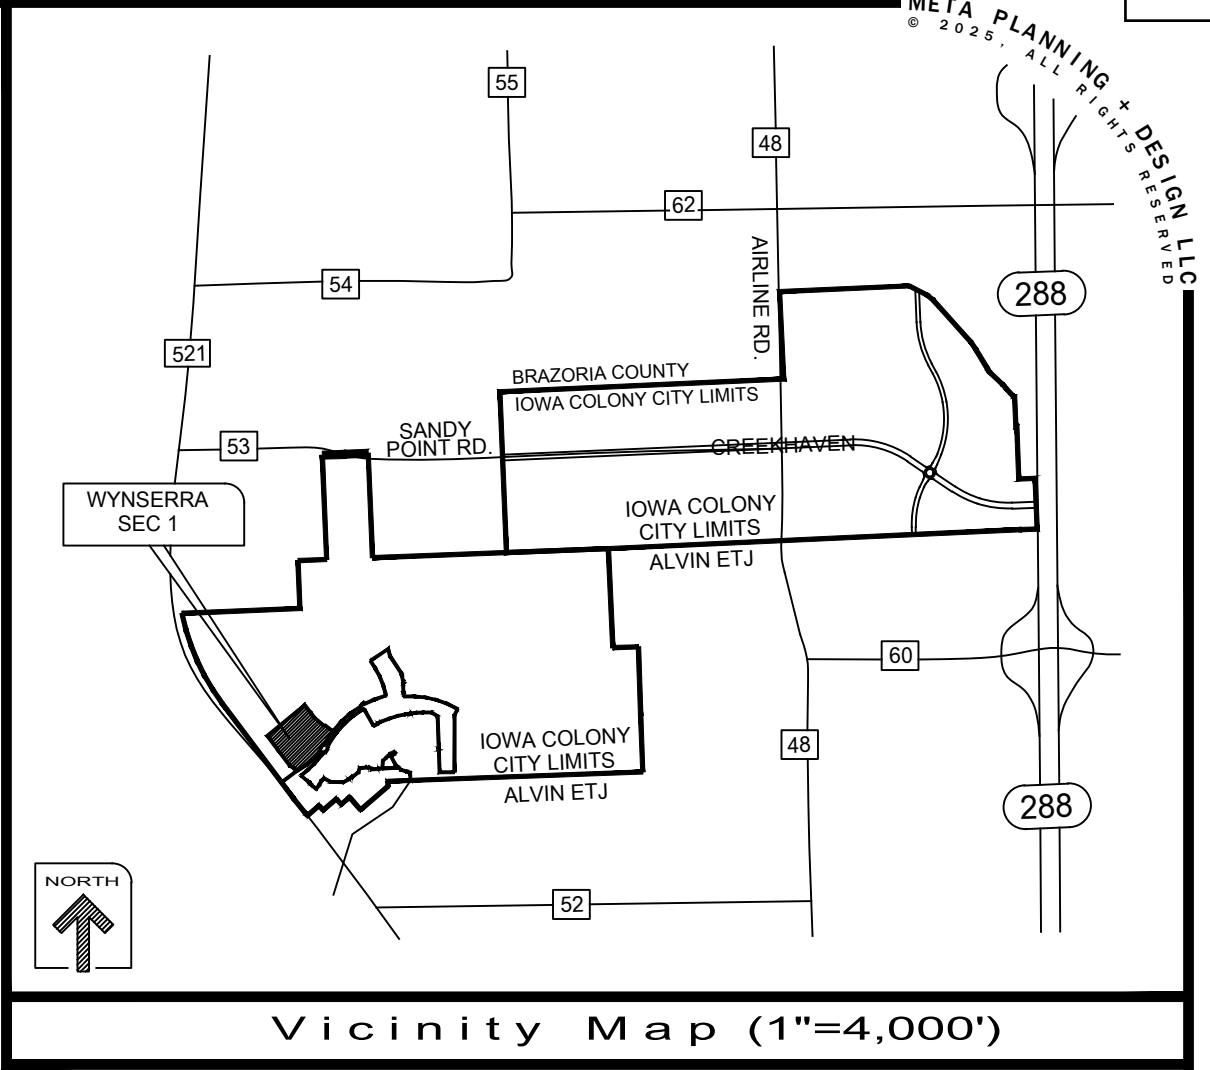 META PLANNING + DESIGN LLC
© 2025, ALL RIGHTS RESERVED
55
48
62
54
AIRLINE RD.
288
521
BRAZORIA COUNTY
IOWA COLONY CITY LIMITS
53
SANDY
POINT RD.
CREEKHAVEN
WYNSERRA
SEC 1
IOWA COLONY
CITY LIMITS
ALVIN ETJ
60
IOWA COLONY
CITY LIMITS
ALVIN ETJ
48
288
NORTH
52
Vicinity Map (1"=4,000')